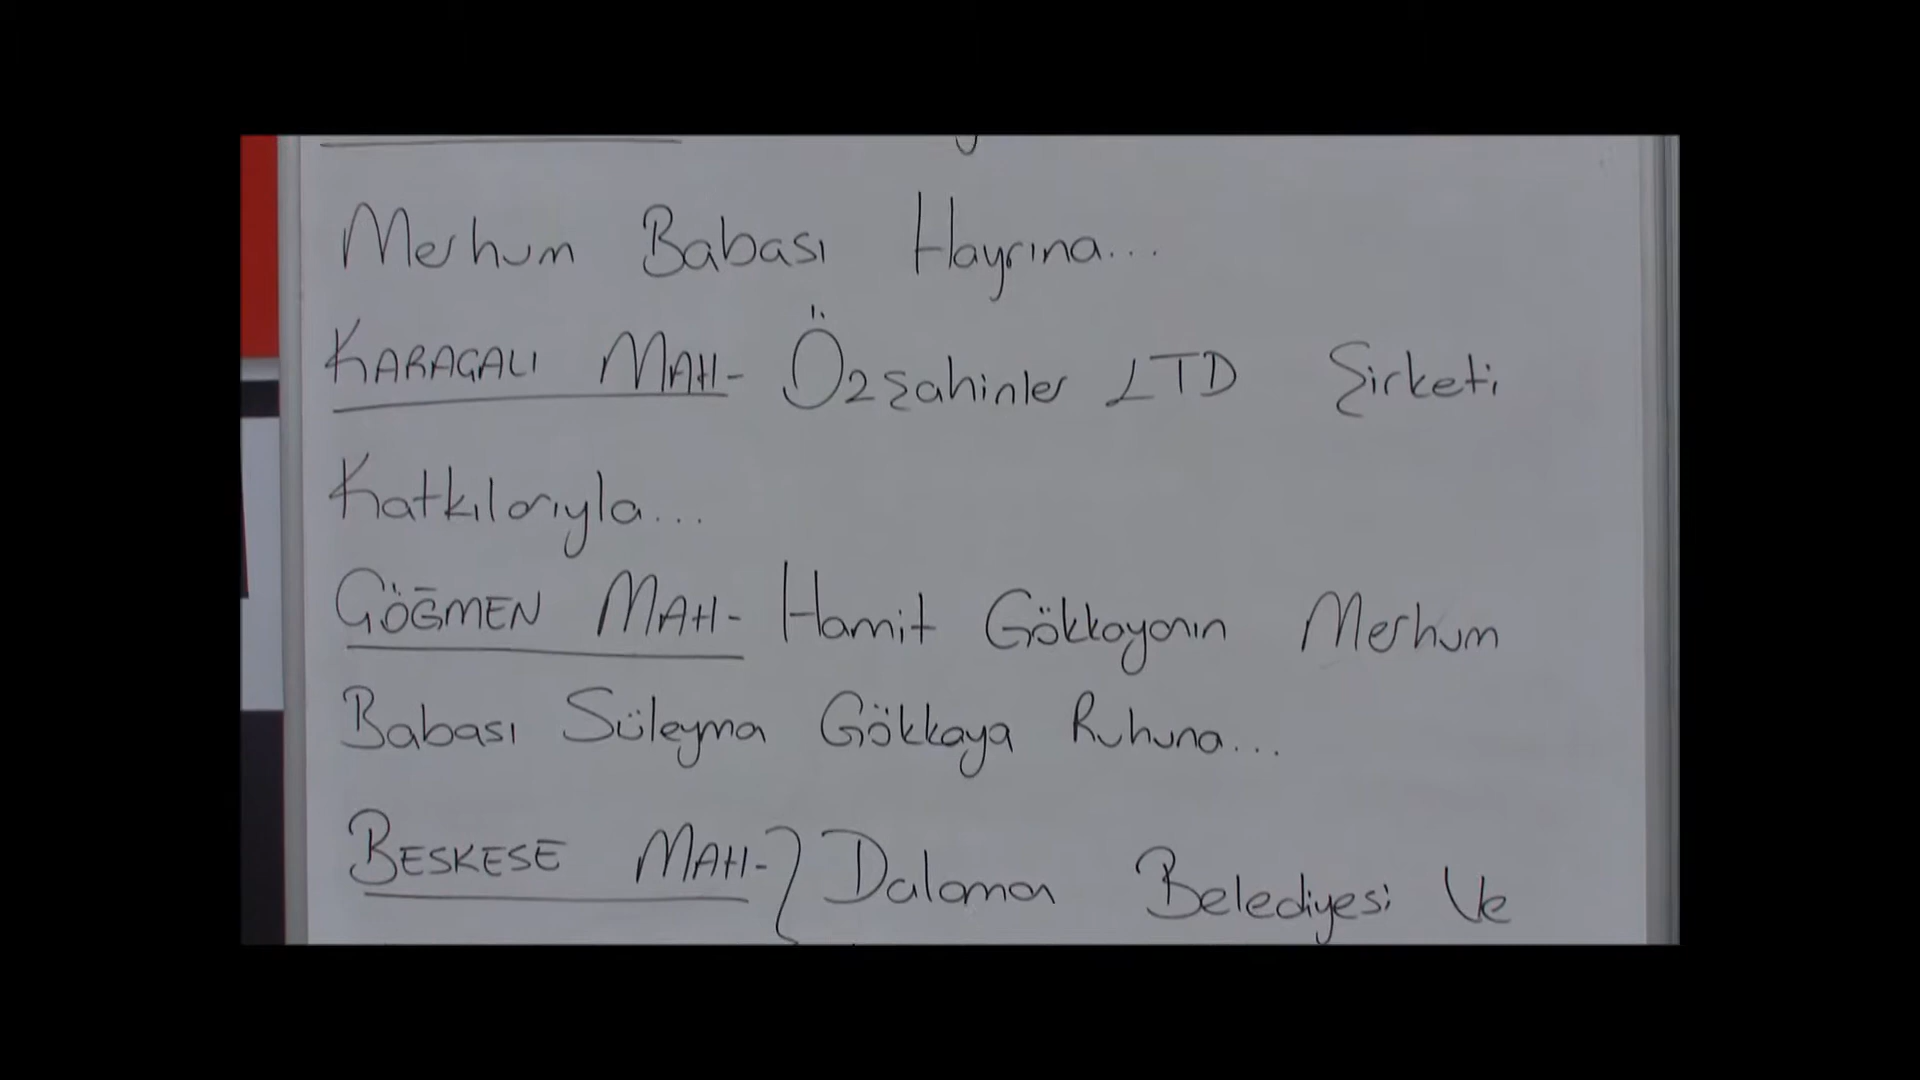 Merhum Babası Hayrına...
KARAGALI MAH- Özşahinler LTD Şirketi
Katkılarıyla...
GÖĞMEN MAH- Hamit Gökkayanın Merhum
Babası Süleyma Gökkaya Ruhuna...
BESKESE MAH- Dalaman Belediyesi Ve